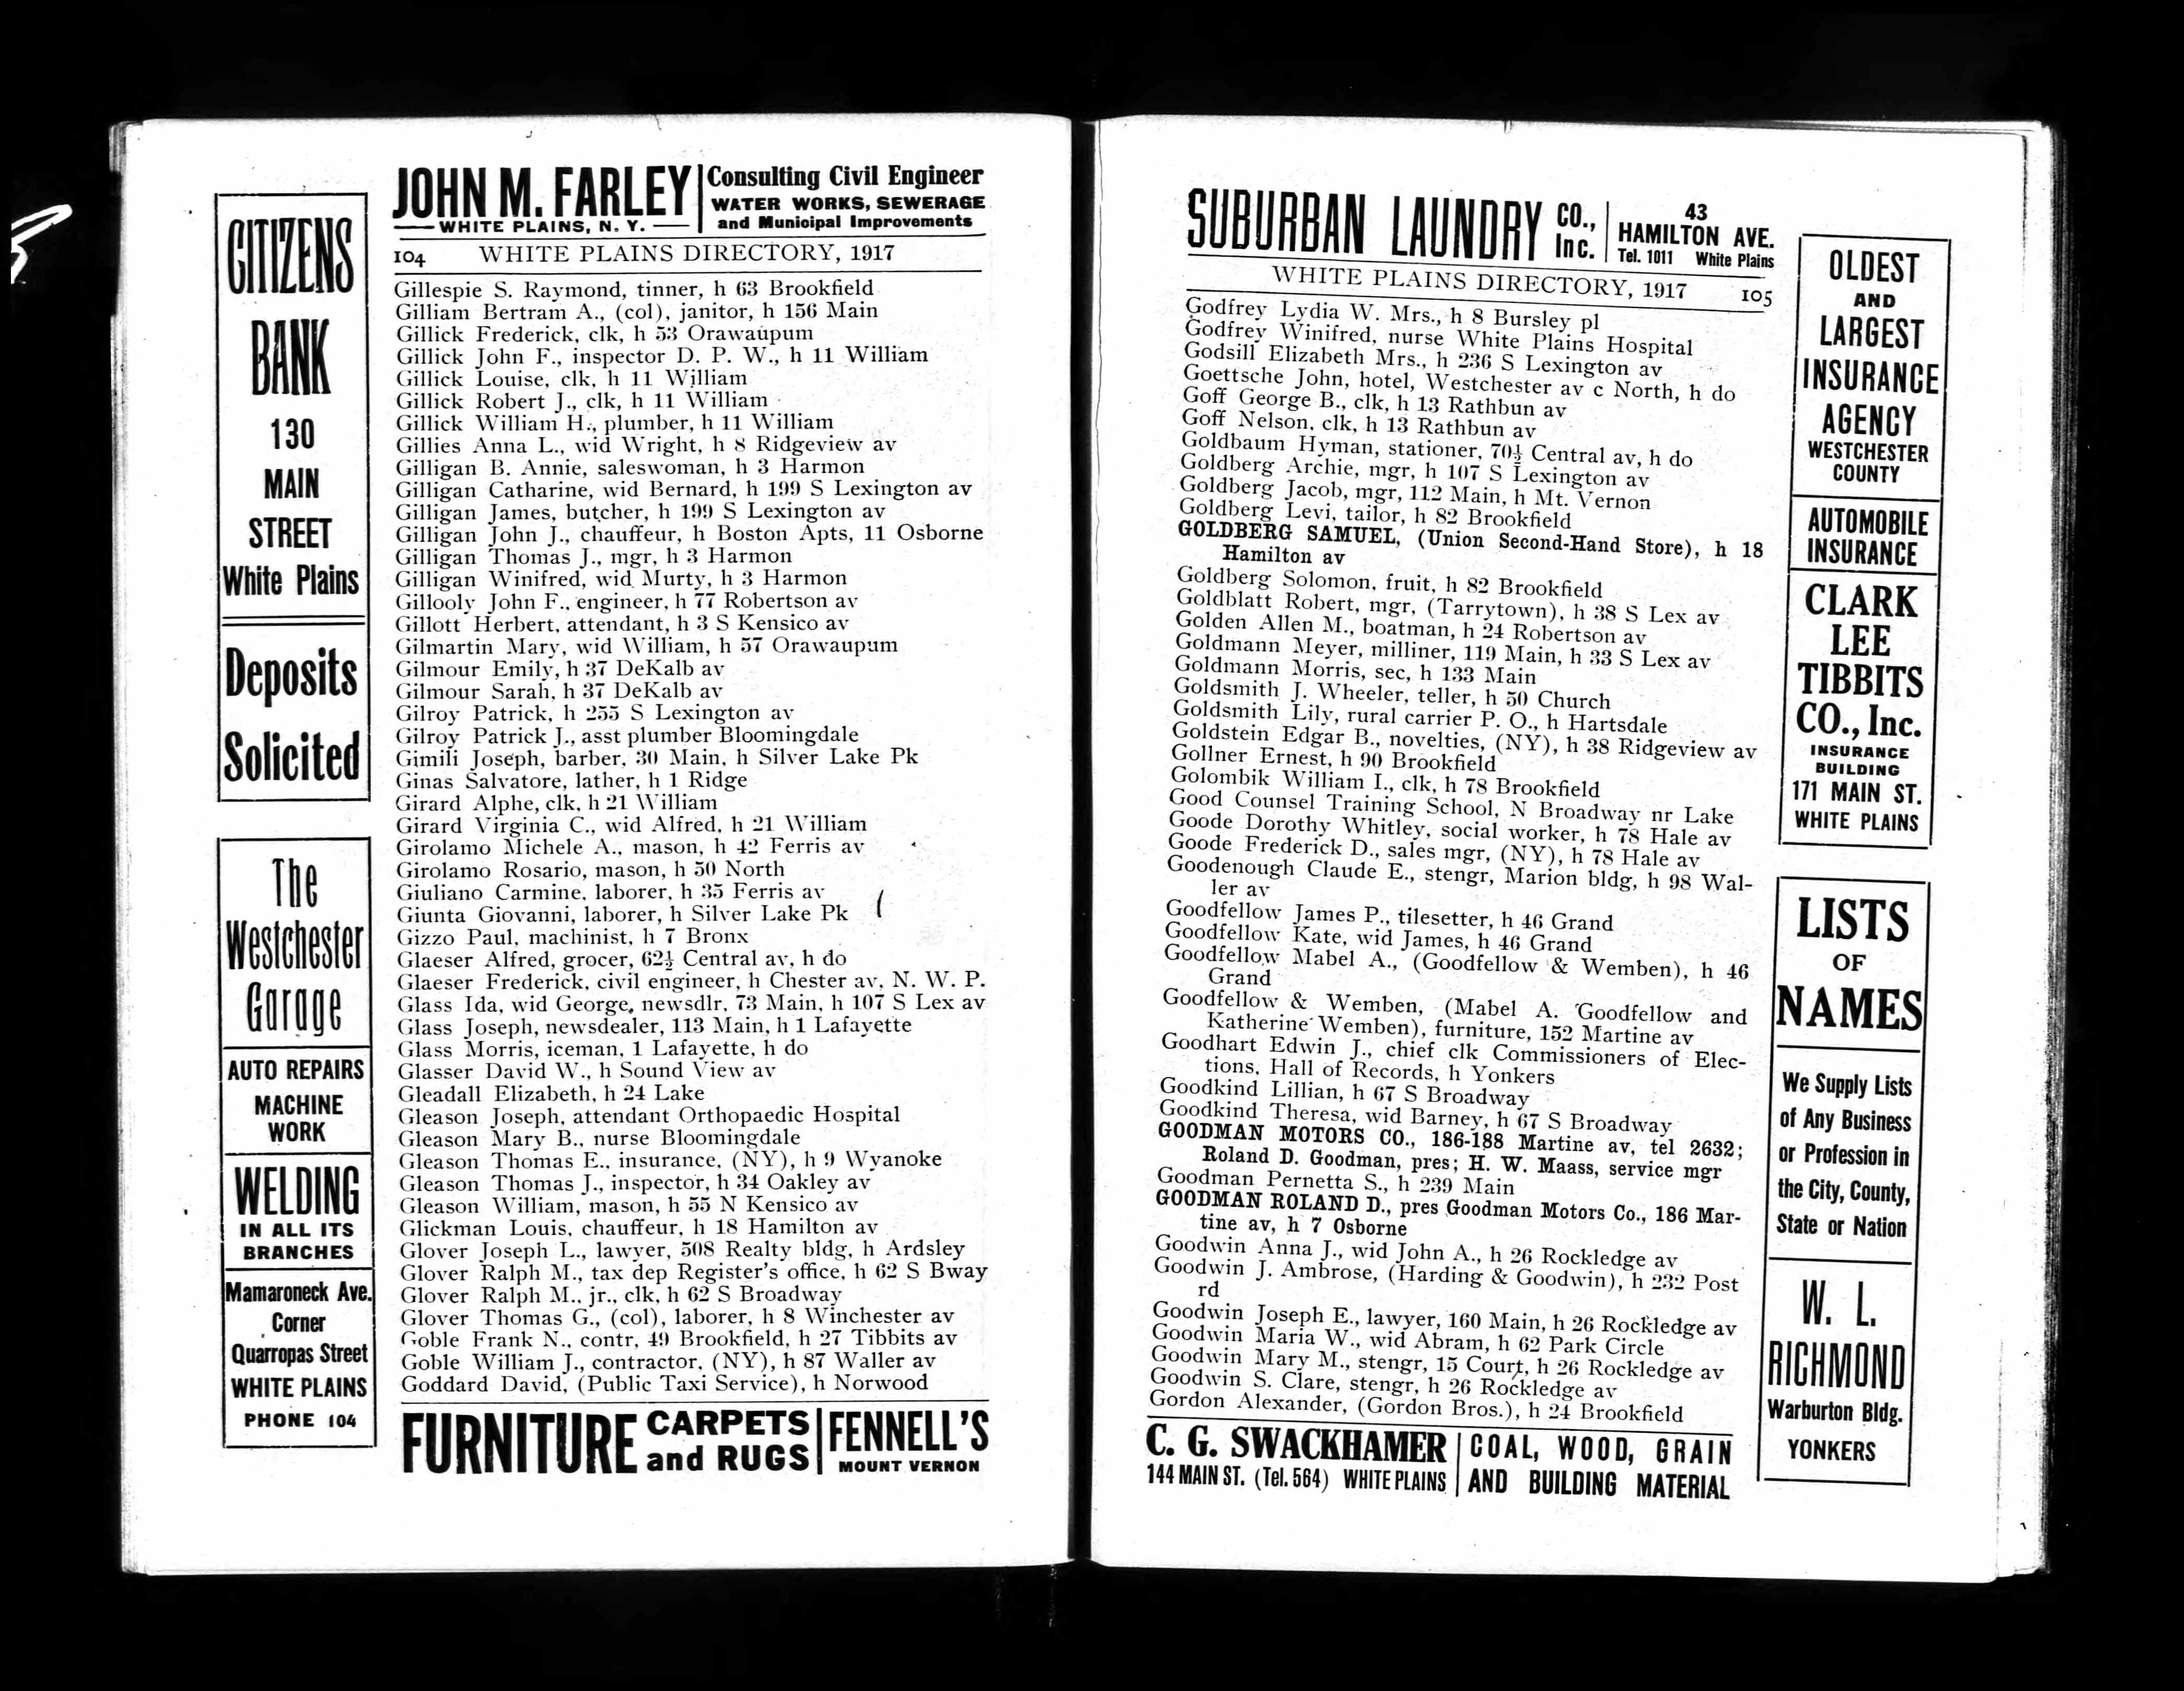 JOHN M. FARLEY
WHITE PLAINS, N. Y.
Consulting Civil Engineer
WATER WORKS, SEWERAGE
and Municipal Improvements
104 WHITE PLAINS DIRECTORY, 1917
CITIZENS
BANK
130
MAIN
STREET
White Plains
Deposits
Solicited
The
Westchester
Garage
AUTO REPAIRS
MACHINE
WORK
WELDING
IN ALL ITS
BRANCHES
Mamaroneck Ave.
Corner
Quarropas Street
WHITE PLAINS
PHONE 104
Gillespie S. Raymond, tinner, h 63 Brookfield
Gilliam Bertram A., (col), janitor, h 156 Main
Gillick Frederick, clk, h 53 Orawaupum
Gillick John F., inspector D. P. W., h 11 William
Gillick Louise, clk, h 11 William
Gillick Robert J., clk, h 11 William
Gillick William H., plumber, h 11 William
Gillies Anna L., wid Wright, h 8 Ridgeview av
Gilligan B. Annie, saleswoman, h 3 Harmon
Gilligan Catharine, wid Bernard, h 199 S Lexington av
Gilligan James, butcher, h 199 S Lexington av
Gilligan John J., chauffeur, h Boston Apts, 11 Osborne
Gilligan Thomas J., mgr, h 3 Harmon
Gilligan Winifred, wid Murty, h 3 Harmon
Gillooly John F., engineer, h 77 Robertson av
Gillott Herbert, attendant, h 3 S Kensico av
Gilmartin Mary, wid William, h 57 Orawaupum
Gilmour Emily, h 37 DeKalb av
Gilmour Sarah, h 37 DeKalb av
Gilroy Patrick, h 255 S Lexington av
Gilroy Patrick J., asst plumber Bloomingdale
Gimili Joseph, barber, 30 Main, h Silver Lake Pk
Ginas Salvatore, lather, h 1 Ridge
Girard Alphe, clk, h 21 William
Girard Virginia C., wid Alfred, h 21 William
Girolamo Michele A., mason, h 42 Ferris av
Girolamo Rosario, mason, h 50 North
Giuliano Carmine, laborer, h 35 Ferris av
Giunta Giovanni, laborer, h Silver Lake Pk
Gizzo Paul, machinist, h 7 Bronx
Glaeser Alfred, grocer, 62½ Central av, h do
Glaeser Frederick, civil engineer, h Chester av, N. W. P.
Glass Ida, wid George, newsdlr, 73 Main, h 107 S Lex av
Glass Joseph, newsdealer, 113 Main, h 1 Lafayette
Glass Morris, iceman, 1 Lafayette, h do
Glasser David W., h Sound View av
Gleadall Elizabeth, h 24 Lake
Gleason Joseph, attendant Orthopaedic Hospital
Gleason Mary B., nurse Bloomingdale
Gleason Thomas E., insurance, (NY), h 9 Wyanoke
Gleason Thomas J., inspector, h 34 Oakley av
Gleason William, mason, h 55 N Kensico av
Glickman Louis, chauffeur, h 18 Hamilton av
Glover Joseph L., lawyer, 508 Realty bldg, h Ardsley
Glover Ralph M., tax dep Register's office, h 62 S Bway
Glover Ralph M., jr., clk, h 62 S Broadway
Glover Thomas G., (col), laborer, h 8 Winchester av
Goble Frank N., contr, 49 Brookfield, h 27 Tibbits av
Goble William J., contractor, (NY), h 87 Waller av
Goddard David, (Public Taxi Service), h Norwood
FURNITURE CARPETS and RUGS
FENNELL'S
MOUNT VERNON
SUBURBAN LAUNDRY CO., Inc.
43
HAMILTON AVE.
Tel. 1011 White Plains
WHITE PLAINS DIRECTORY, 1917 105
Godfrey Lydia W. Mrs., h 8 Bursley pl
Godfrey Winifred, nurse White Plains Hospital
Godsill Elizabeth Mrs., h 236 S Lexington av
Goettsche John, hotel, Westchester av c North, h do
Goff George B., clk, h 13 Rathbun av
Goff Nelson, clk, h 13 Rathbun av
Goldbaum Hyman, stationer, 70½ Central av, h do
Goldberg Archie, mgr, h 107 S Lexington av
Goldberg Jacob, mgr, 112 Main, h Mt. Vernon
Goldberg Levi, tailor, h 82 Brookfield
GOLDBERG SAMUEL, (Union Second-Hand Store), h 18
Hamilton av
Goldberg Solomon, fruit, h 82 Brookfield
Goldblatt Robert, mgr, (Tarrytown), h 38 S Lex av
Golden Allen M., boatman, h 24 Robertson av
Goldmann Meyer, milliner, 119 Main, h 33 S Lex av
Goldmann Morris, sec, h 133 Main
Goldsmith J. Wheeler, teller, h 50 Church
Goldsmith Lily, rural carrier P. O., h Hartsdale
Goldstein Edgar B., novelties, (NY), h 38 Ridgeview av
Gollner Ernest, h 90 Brookfield
Golombik William I., clk, h 78 Brookfield
Good Counsel Training School, N Broadway nr Lake
Goode Dorothy Whitley, social worker, h 78 Hale av
Goode Frederick D., sales mgr, (NY), h 78 Hale av
Goodenough Claude E., stengr, Marion bldg, h 98 Wal-
ler av
Goodfellow James P., tilesetter, h 46 Grand
Goodfellow Kate, wid James, h 46 Grand
Goodfellow Mabel A., (Goodfellow & Wemben), h 46
Grand
Goodfellow & Wemben, (Mabel A. Goodfellow and
Katherine Wemben), furniture, 152 Martine av
Goodhart Edwin J., chief clk Commissioners of Elec-
tions, Hall of Records, h Yonkers
Goodkind Lillian, h 67 S Broadway
Goodkind Theresa, wid Barney, h 67 S Broadway
GOODMAN MOTORS CO., 186-188 Martine av, tel 2632;
Roland D. Goodman, pres; H. W. Maass, service mgr
Goodman Pernetta S., h 239 Main
GOODMAN ROLAND D., pres Goodman Motors Co., 186 Mar-
tine av, h 7 Osborne
Goodwin Anna J., wid John A., h 26 Rockledge av
Goodwin J. Ambrose, (Harding & Goodwin), h 232 Post
rd
Goodwin Joseph E., lawyer, 160 Main, h 26 Rockledge av
Goodwin Maria W., wid Abram, h 62 Park Circle
Goodwin Mary M., stengr, 15 Court, h 26 Rockledge av
Goodwin S. Clare, stengr, h 26 Rockledge av
Gordon Alexander, (Gordon Bros.), h 24 Brookfield
C. G. SWACKHAMER
144 MAIN ST. (Tel. 564) WHITE PLAINS
COAL, WOOD, GRAIN
AND BUILDING MATERIAL
OLDEST
AND
LARGEST
INSURANCE
AGENCY
WESTCHESTER
COUNTY
AUTOMOBILE
INSURANCE
CLARK
LEE
TIBBITS
CO., Inc.
INSURANCE
BUILDING
171 MAIN ST.
WHITE PLAINS
LISTS
OF
NAMES
We Supply Lists
of Any Business
or Profession in
the City, County,
State or Nation
W. L.
RICHMOND
Warburton Bldg.
YONKERS